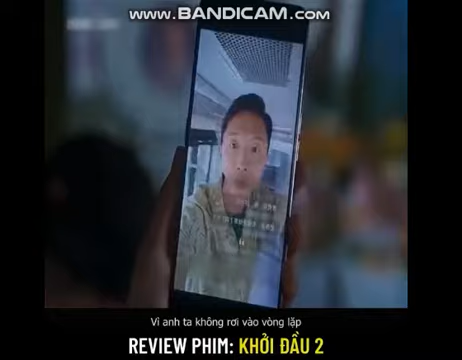 WWW.BANDICAM.COM
Vì anh ta không rơi vào vòng lặp
REVIEW PHIM: KHỞI ĐẦU 2